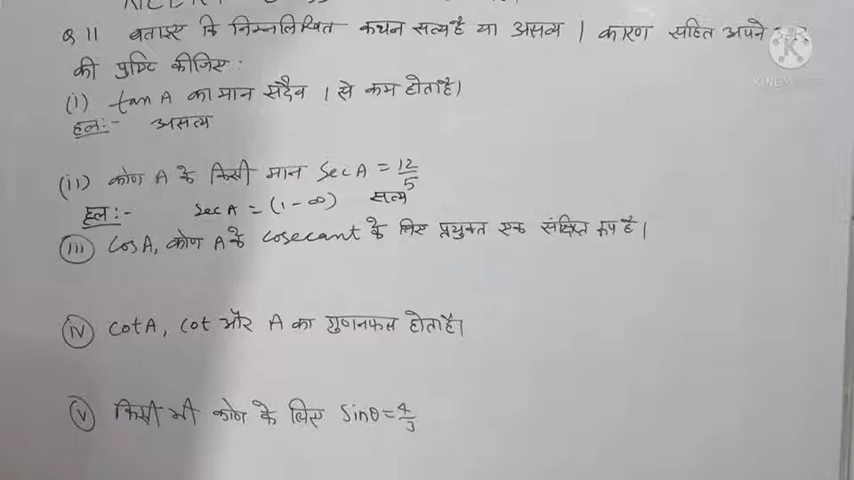 Q 11 बताइए कि निम्नलिखित कथन सत्य है या असत्य । कारण सहित अपने
की पुष्टि कीजिए:
(i) tan A का मान सदैव 1 से कम होता है।
हल:- असत्य
(ii) कोण A के किसी मान Sec A = 12/5
हल:- sec A = (1 - ∞) सत्य
(iii) Cos A, कोण A के cosecant के लिए प्रयुक्त एक संक्षिप्त रूप है।
(iv) Cot A, Cot और A का गुणनफल होता है।
(v) किसी भी कोण के लिए Sinθ = 4/3